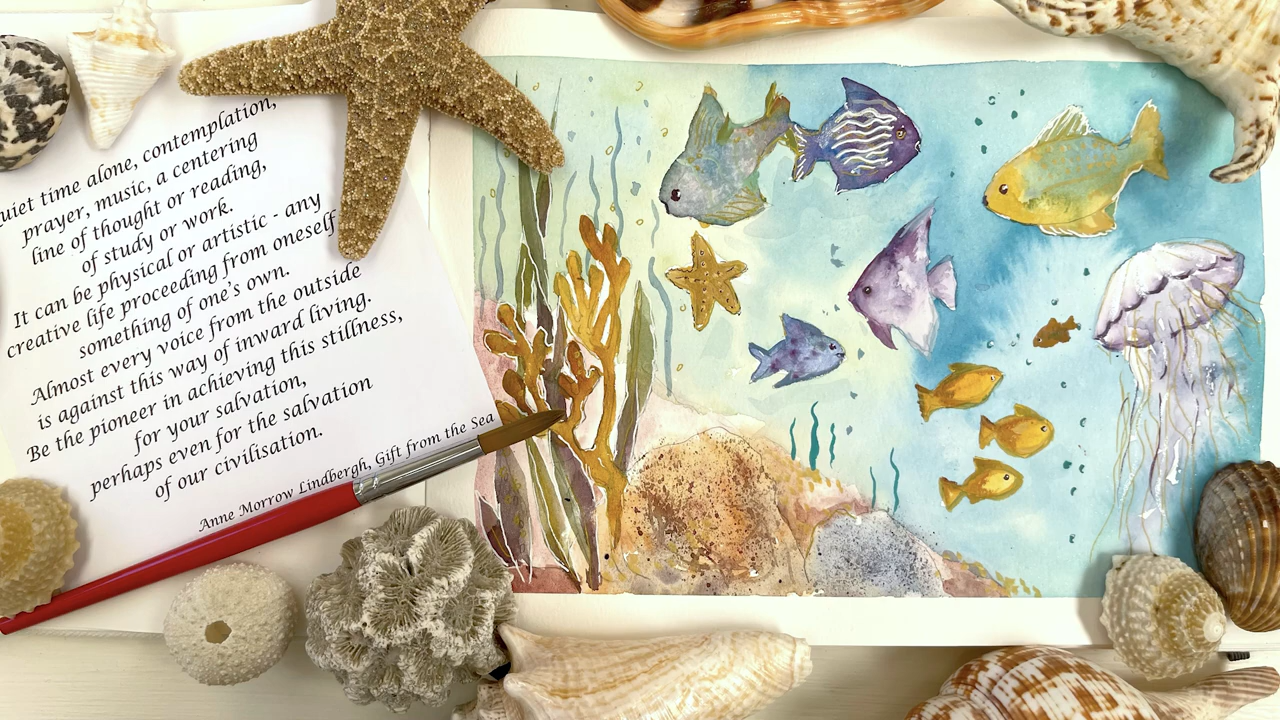 uiet time alone, contemplation,
prayer, music, a centering
line of thought or reading,
of study or work.
It can be physical or artistic - any
creative life proceeding from oneself
something of one's own.
Almost every voice from the outside
is against this way of inward living.
Be the pioneer in achieving this stillness,
for your salvation,
perhaps even for the salvation
of our civilisation.
Anne Morrow Lindbergh, Gift from the Sea